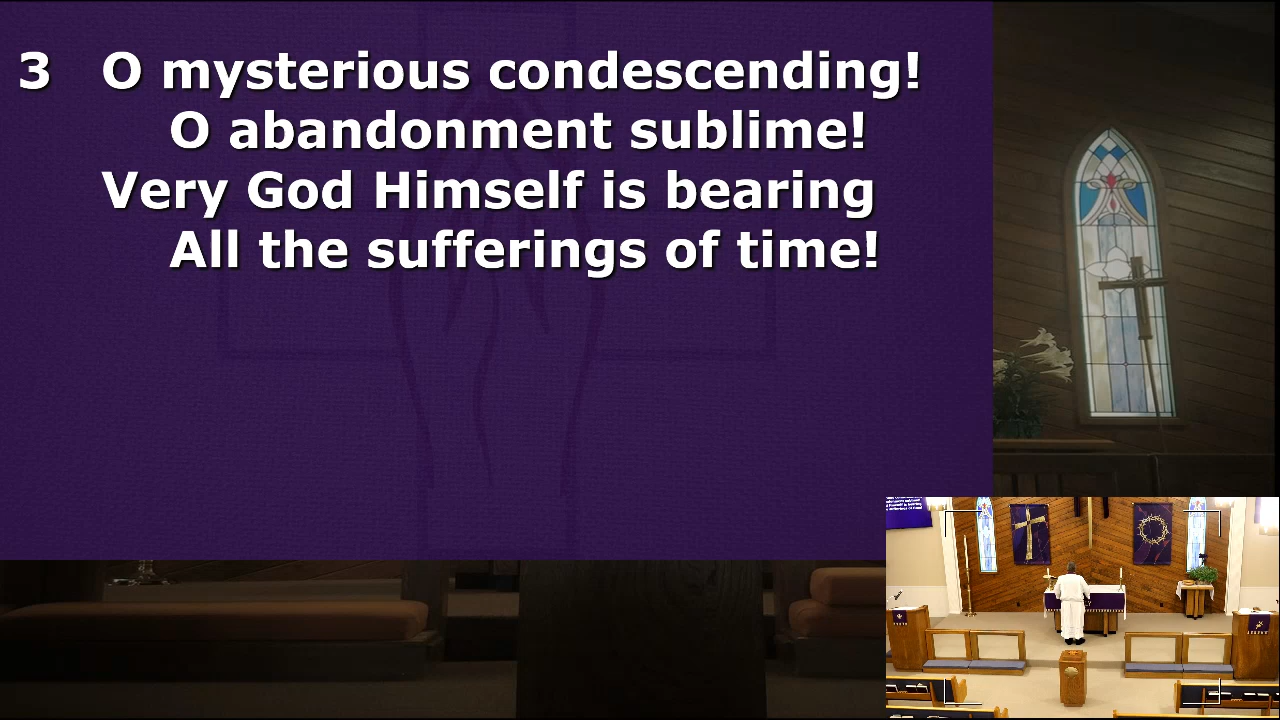 3 O mysterious condescending!
O abandonment sublime!
Very God Himself is bearing
All the sufferings of time!